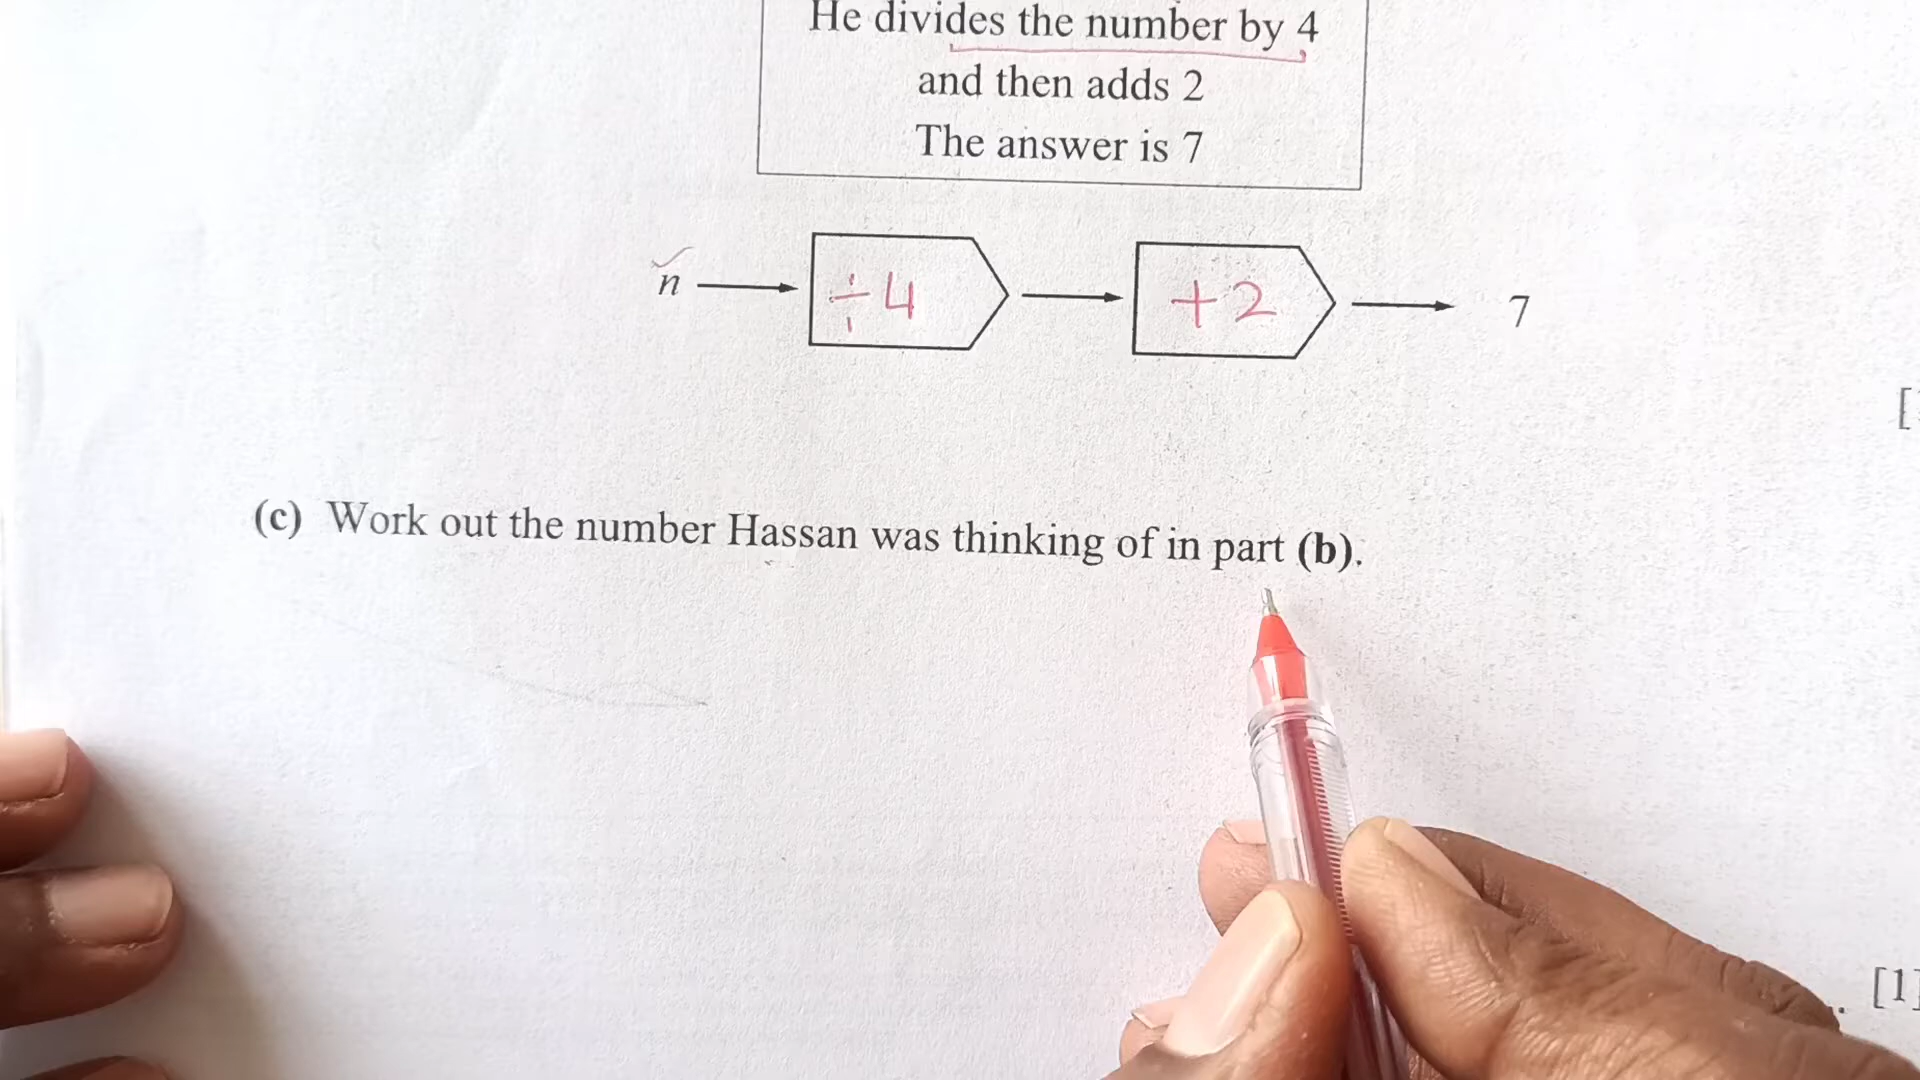 He divides the number by 4
and then adds 2
The answer is 7
n ÷4 +2 7
(c) Work out the number Hassan was thinking of in part (b).
[1]